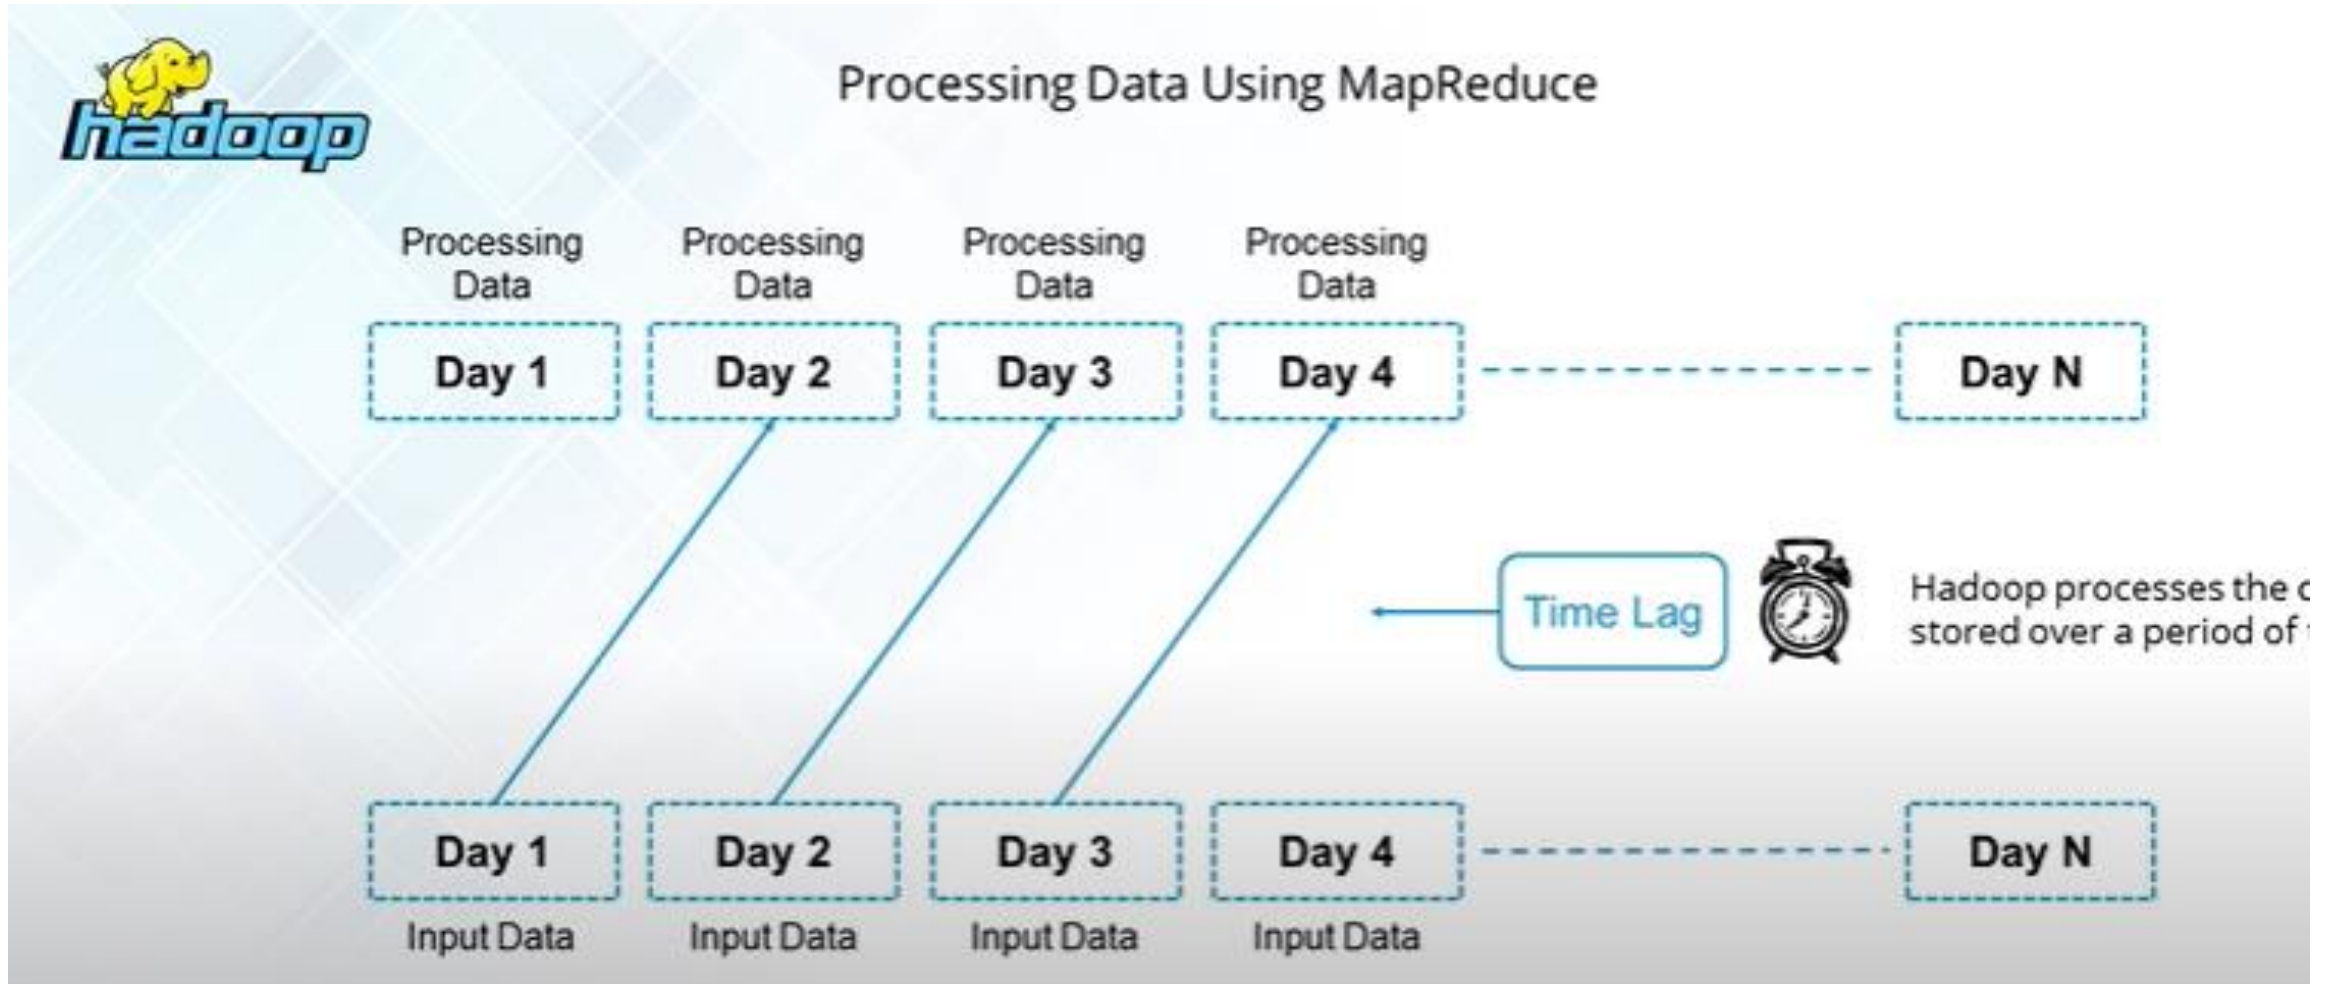 hadoop
Processing Data Using MapReduce
Processing
Data
Processing
Data
Processing
Data
Processing
Data
Day 1
Day 2
Day 3
Day 4
Day N
Time Lag
Hadoop processes the
stored over a period of
Day 1
Day 2
Day 3
Day 4
Day N
Input Data
Input Data
Input Data
Input Data